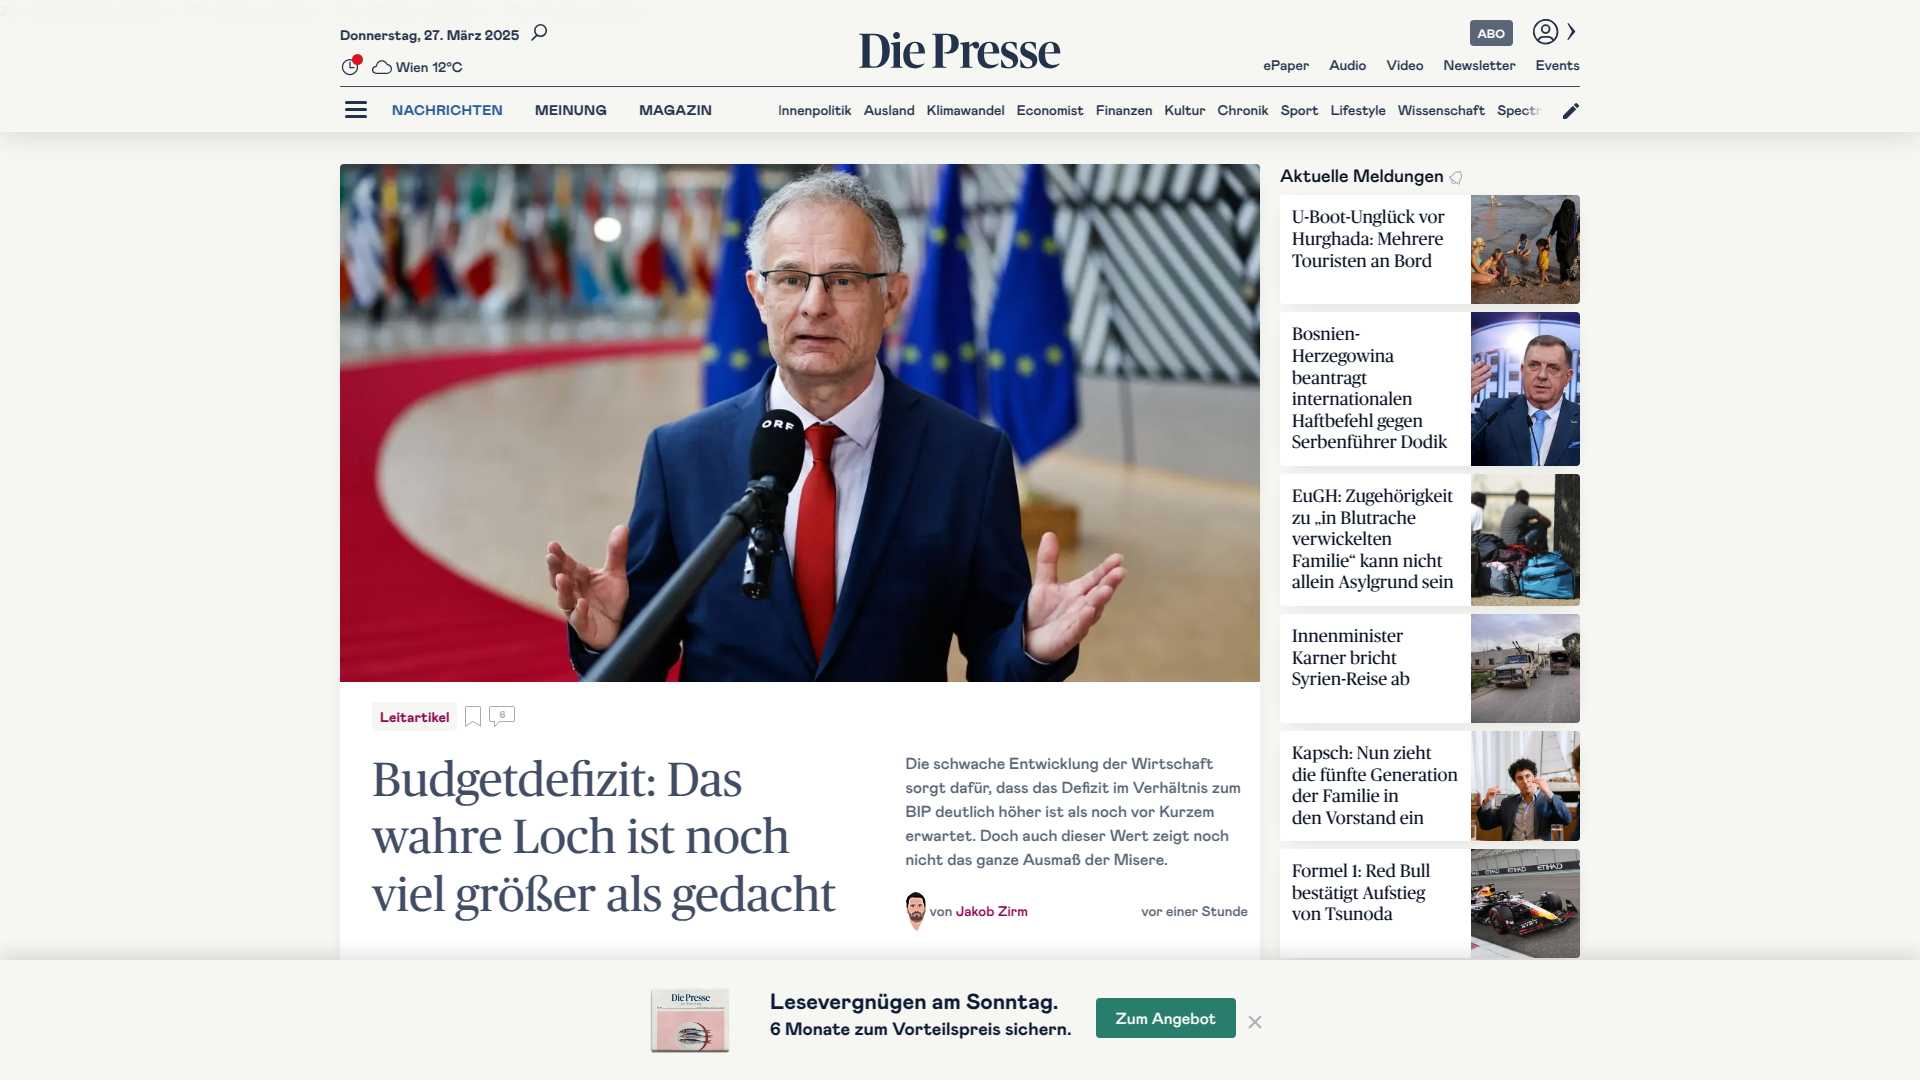 Donnerstag, 27. März 2025
Wien 12°C
Die Presse
ABO
ePaper Audio Video Newsletter Events
NACHRICHTEN MEINUNG MAGAZIN
Innenpolitik Ausland Klimawandel Economist Finanzen Kultur Chronik Sport Lifestyle Wissenschaft Spectr
ORF
Leitartikel
6
Budgetdefizit: Das
wahre Loch ist noch
viel größer als gedacht
Die schwache Entwicklung der Wirtschaft
sorgt dafür, dass das Defizit im Verhältnis zum
BIP deutlich höher ist als noch vor Kurzem
erwartet. Doch auch dieser Wert zeigt noch
nicht das ganze Ausmaß der Misere.
von Jakob Zirm
vor einer Stunde
Aktuelle Meldungen
U-Boot-Unglück vor
Hurghada: Mehrere
Touristen an Bord
Bosnien-
Herzegowina
beantragt
internationalen
Haftbefehl gegen
Serbenführer Dodik
EuGH: Zugehörigkeit
zu „in Blutrache
verwickelten
Familie“ kann nicht
allein Asylgrund sein
Innenminister
Karner bricht
Syrien-Reise ab
Kapsch: Nun zieht
die fünfte Generation
der Familie in
den Vorstand ein
Formel 1: Red Bull
bestätigt Aufstieg
von Tsunoda
ETIHAD
Die Presse
Lesevergnügen am Sonntag.
6 Monate zum Vorteilspreis sichern.
Zum Angebot